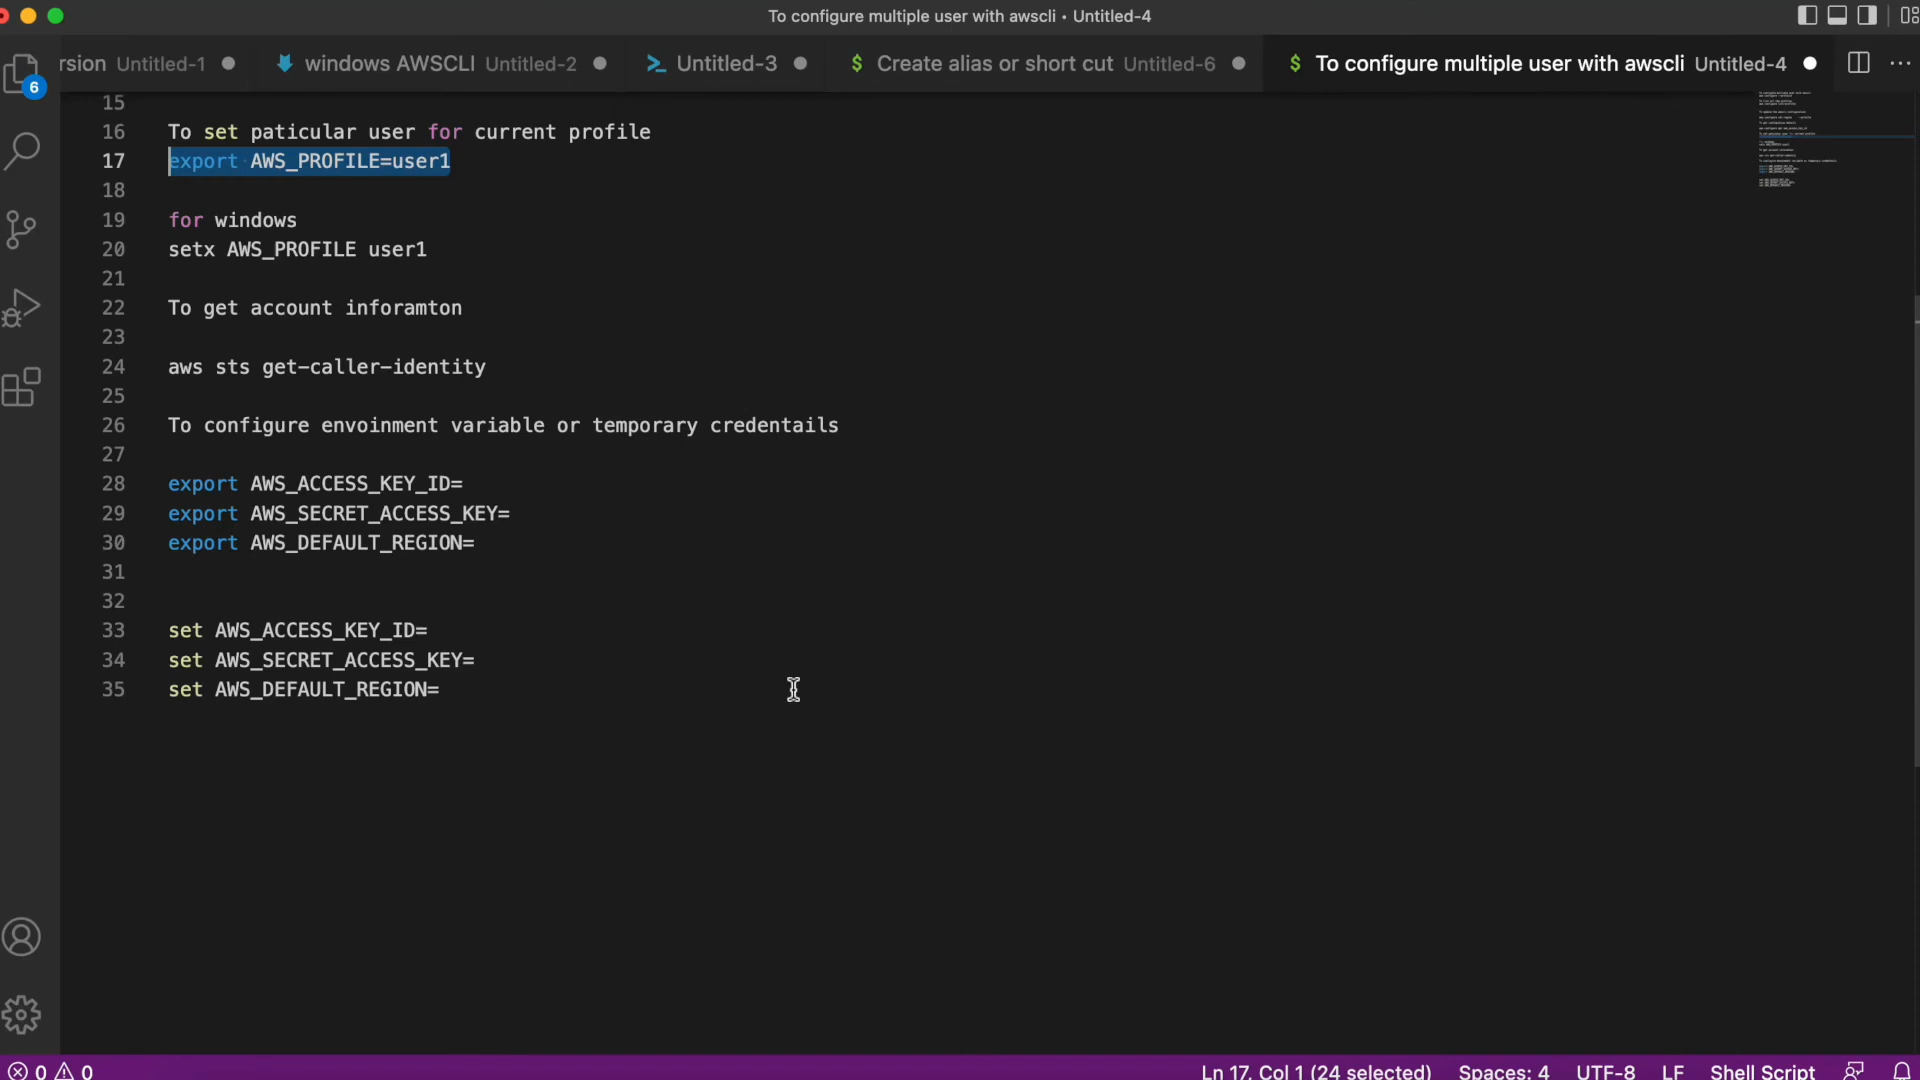 To configure multiple user with awscli • Untitled-4
rsion Untitled-1
windows AWSCLI Untitled-2
Untitled-3
$ Create alias or short cut Untitled-6
$ To configure multiple user with awscli Untitled-4
6
15
16 To set paticular user for current profile
17 export AWS_PROFILE=user1
18
19 for windows
20 setx AWS_PROFILE user1
21
22 To get account inforamton
23
24 aws sts get-caller-identity
25
26 To configure envoinment variable or temporary credentails
27
28 export AWS_ACCESS_KEY_ID=
29 export AWS_SECRET_ACCESS_KEY=
30 export AWS_DEFAULT_REGION=
31
32
33 set AWS_ACCESS_KEY_ID=
34 set AWS_SECRET_ACCESS_KEY=
35 set AWS_DEFAULT_REGION=
0 0
Ln 17, Col 1 (24 selected) Spaces: 4 UTF-8 LF Shell Script